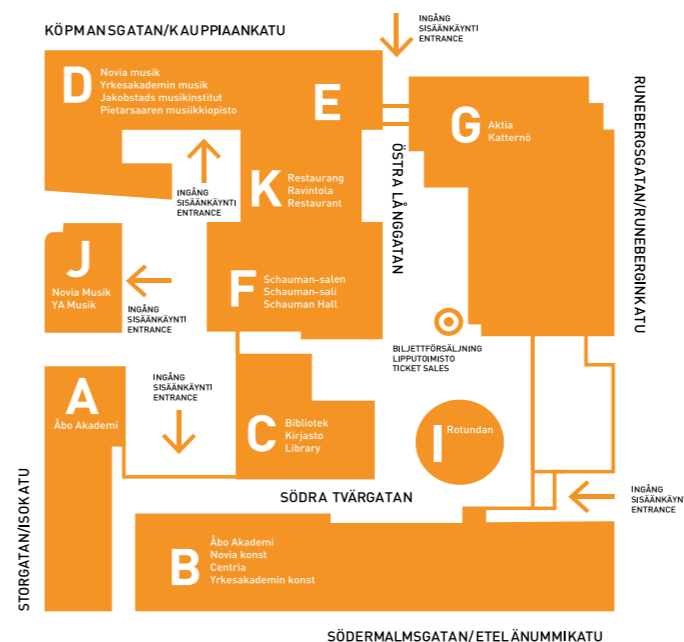 KÖPMANSGATAN/KAUPPIAANKATU
INGÅNG
SISÄÄNKÄYNTI
ENTRANCE
D
Novia musik
Yrkesakademin musik
Jakobstads musikinstitut
Pietarsaaren musiikkiopisto
E
G
Aktia
Katternö
RUNEBERGSGATAN/RUNEBERGINKATU
ÖSTRA LÅNGGATAN
INGÅNG
SISÄÄNKÄYNTI
ENTRANCE
K
Restaurang
Ravintola
Restaurant
J
Novia Musik
YA Musik
INGÅNG
SISÄÄNKÄYNTI
ENTRANCE
F
Schauman-salen
Schauman-sali
Schauman Hall
BILJETTFÖRSÄLJNING
LIPPUTOIMISTO
TICKET SALES
A
Åbo Akademi
INGÅNG
SISÄÄNKÄYNTI
ENTRANCE
C
Bibliotek
Kirjasto
Library
I
Rotundan
SÖDRA TVÄRGATAN
INGÅNG
SISÄÄNKÄYN
ENTRANCE
STORGATAN/ISOKATU
B
Åbo Akademi
Novia konst
Centria
Yrkesakademin konst
SÖDERMALMSGATAN/ETELÄNUMMIKATU